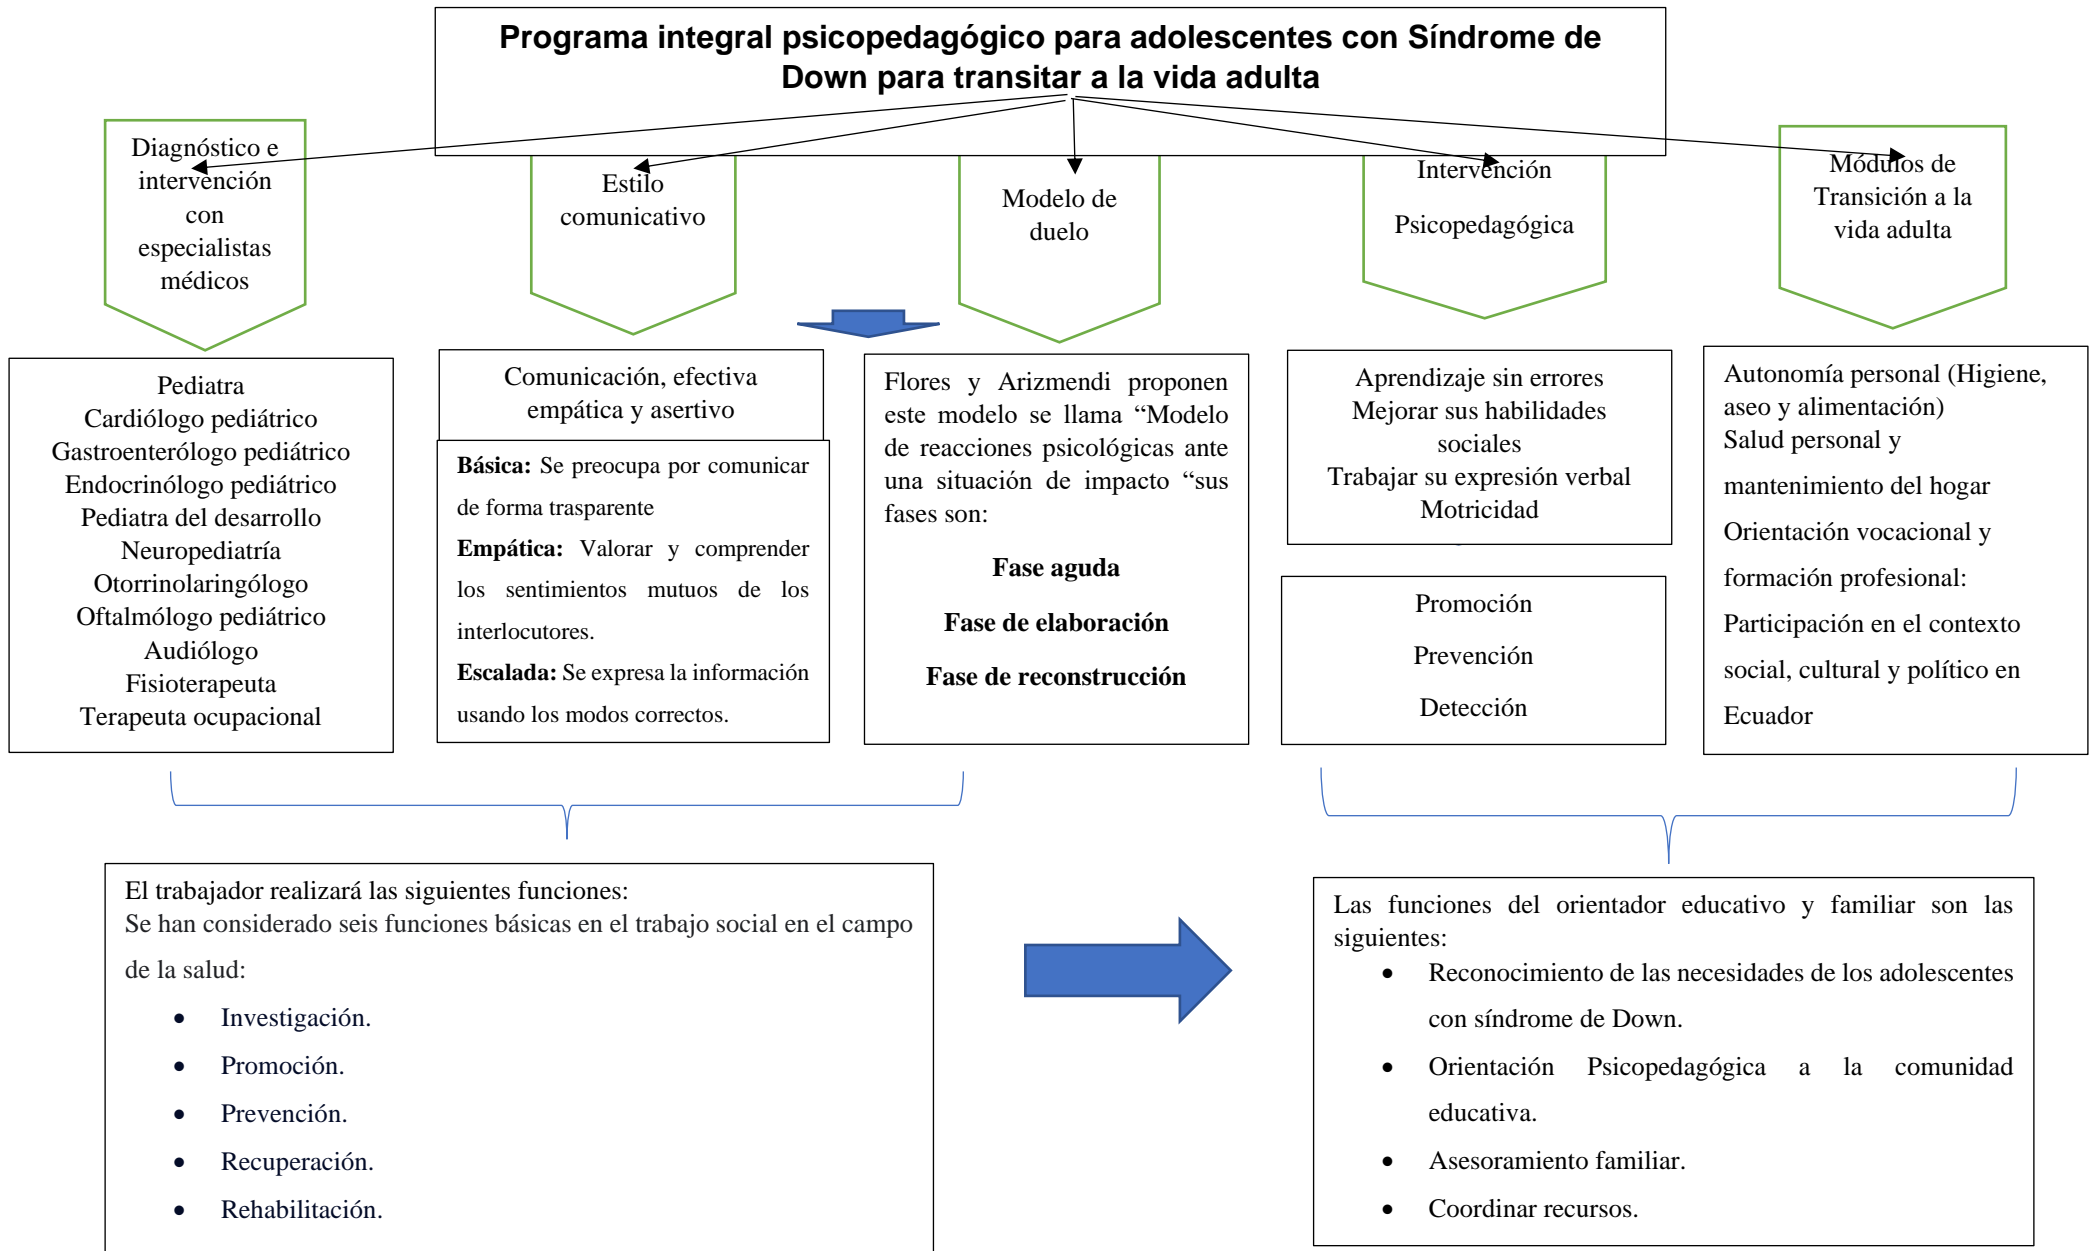 Programa integral psicopedagógico para adolescentes con Síndrome de
Down para transitar a la vida adulta
Diagnóstico e
intervención
con
especialistas
médicos
Estilo
comunicativo
Modelo de
duelo
Intervención
Psicopedagógica
Módulos de
Transición a la
vida adulta
Pediatra
Cardiólogo pediátrico
Gastroenterólogo pediátrico
Endocrinólogo pediátrico
Pediatra del desarrollo
Neuropediatría
Otorrinolaringólogo
Oftalmólogo pediátrico
Audiólogo
Fisioterapeuta
Terapeuta ocupacional
Comunicación, efectiva
empática y asertivo
Básica: Se preocupa por comunicar
de forma trasparente
Empática: Valorar y comprender
los sentimientos mutuos de los
interlocutores.
Escalada: Se expresa la información
usando los modos correctos.
Flores y Arizmendi proponen
este modelo se llama “Modelo
de reacciones psicológicas ante
una situación de impacto “sus
fases son:
Fase aguda
Fase de elaboración
Fase de reconstrucción
Aprendizaje sin errores
Mejorar sus habilidades
sociales
Trabajar su expresión verbal
Motricidad
Promoción
Prevención
Detección
Autonomía personal (Higiene,
aseo y alimentación)
Salud personal y
mantenimiento del hogar
Orientación vocacional y
formación profesional:
Participación en el contexto
social, cultural y político en
Ecuador
El trabajador realizará las siguientes funciones:
Se han considerado seis funciones básicas en el trabajo social en el campo
de la salud:
• Investigación.
• Promoción.
• Prevención.
• Recuperación.
• Rehabilitación.
Las funciones del orientador educativo y familiar son las
siguientes:
• Reconocimiento de las necesidades de los adolescentes
con síndrome de Down.
• Orientación Psicopedagógica a la comunidad
educativa.
• Asesoramiento familiar.
• Coordinar recursos.